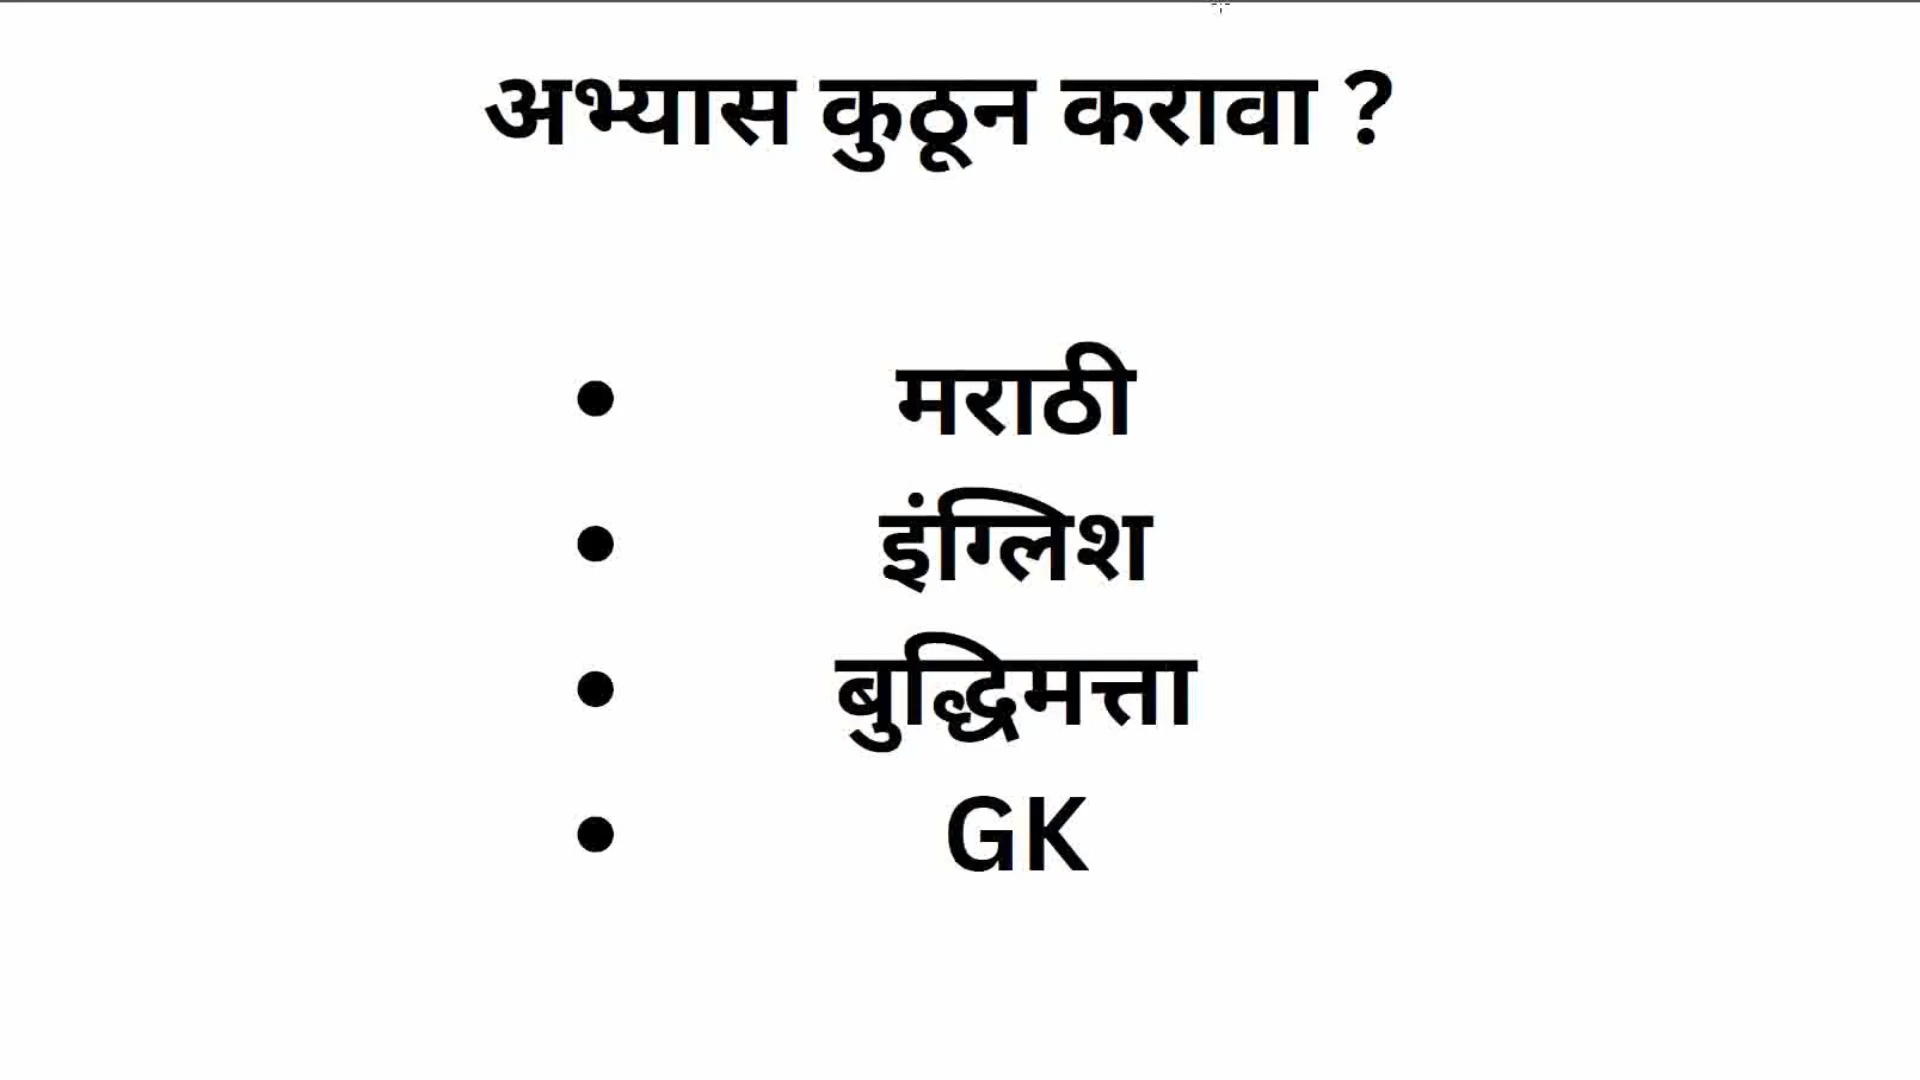 अभ्यास कुठून करावा ?
• मराठी
• इंग्लिश
• बुद्धिमत्ता
• GK